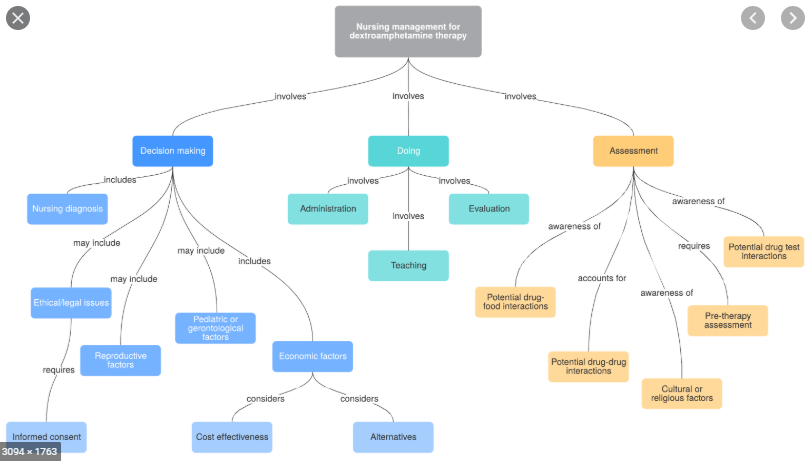 Nursing management for
dextroamphetamine therapy
involves
involves
involves
Decision making
Doing
Assessment
includes
involves
involves
awareness of
Nursing diagnosis
Administration
Evaluation
Involves
awareness of
may include
may include
includes
requires
Potential drug test
interactions
Teaching
may include
accounts for
awareness of
Ethical/legal issues
Potential drug-
food interactions
Pediatric or
gerontological
factors
Pre-therapy
assessment
Reproductive
factors
Economic factors
requires
Potential drug-drug
interactions
Cultural or
religious factors
considers
considers
Informed consent
Cost effectiveness
Alternatives
3094 × 1763